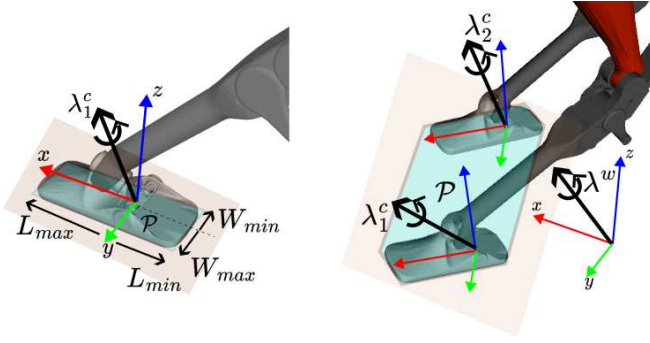 λ₁ᶜ
z
x
𝒫
y
L_max
L_min
W_min
W_max
λ₂ᶜ
𝒫
λ₁ᶜ
λʷ
z
x
y